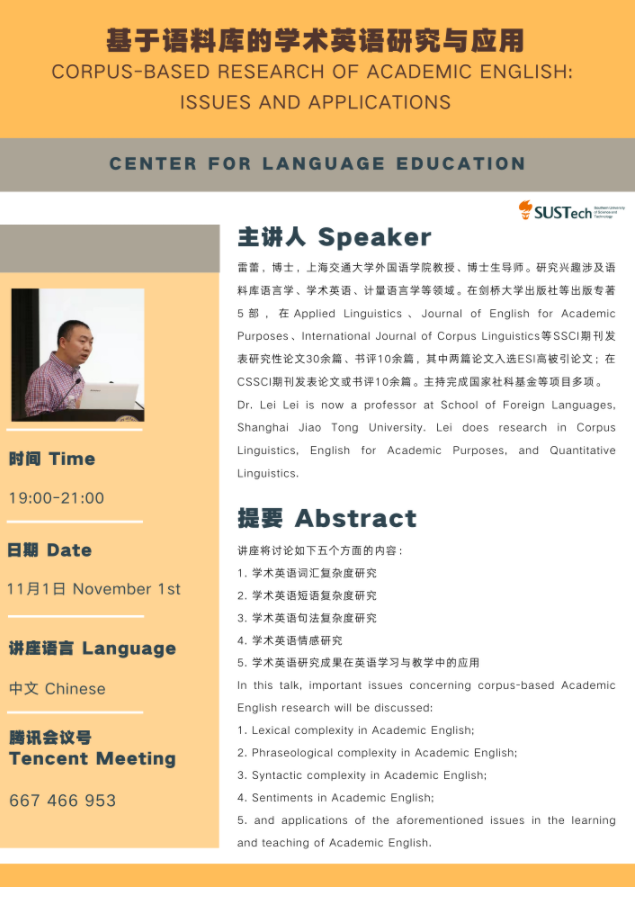 基于语料库的学术英语研究与应用
CORPUS-BASED RESEARCH OF ACADEMIC ENGLISH:
ISSUES AND APPLICATIONS
CENTER FOR LANGUAGE EDUCATION
SUSTech
Southern University
of Science and
Technology
主讲人 Speaker
雷蕾，博士，上海交通大学外国语学院教授、博士生导师。研究兴趣涉及语
料库语言学、学术英语、计量语言学等领域。在剑桥大学出版社等出版专著
5部，在Applied Linguistics、Journal of English for Academic
Purposes、International Journal of Corpus Linguistics等SSCI期刊发
表研究性论文30余篇、书评10余篇，其中两篇论文入选ESI高被引论文；在
CSSCI期刊发表论文或书评10余篇。主持完成国家社科基金等项目多项。
Dr. Lei Lei is now a professor at School of Foreign Languages,
Shanghai Jiao Tong University. Lei does research in Corpus
Linguistics, English for Academic Purposes, and Quantitative
Linguistics.
时间 Time
19:00-21:00
日期 Date
11月1日 November 1st
讲座语言 Language
中文 Chinese
腾讯会议号
Tencent Meeting
667 466 953
提要 Abstract
讲座将讨论如下五个方面的内容：
1. 学术英语词汇复杂度研究
2. 学术英语短语复杂度研究
3. 学术英语句法复杂度研究
4. 学术英语情感研究
5. 学术英语研究成果在英语学习与教学中的应用
In this talk, important issues concerning corpus-based Academic
English research will be discussed:
1. Lexical complexity in Academic English;
2. Phraseological complexity in Academic English;
3. Syntactic complexity in Academic English;
4. Sentiments in Academic English;
5. and applications of the aforementioned issues in the learning
and teaching of Academic English.